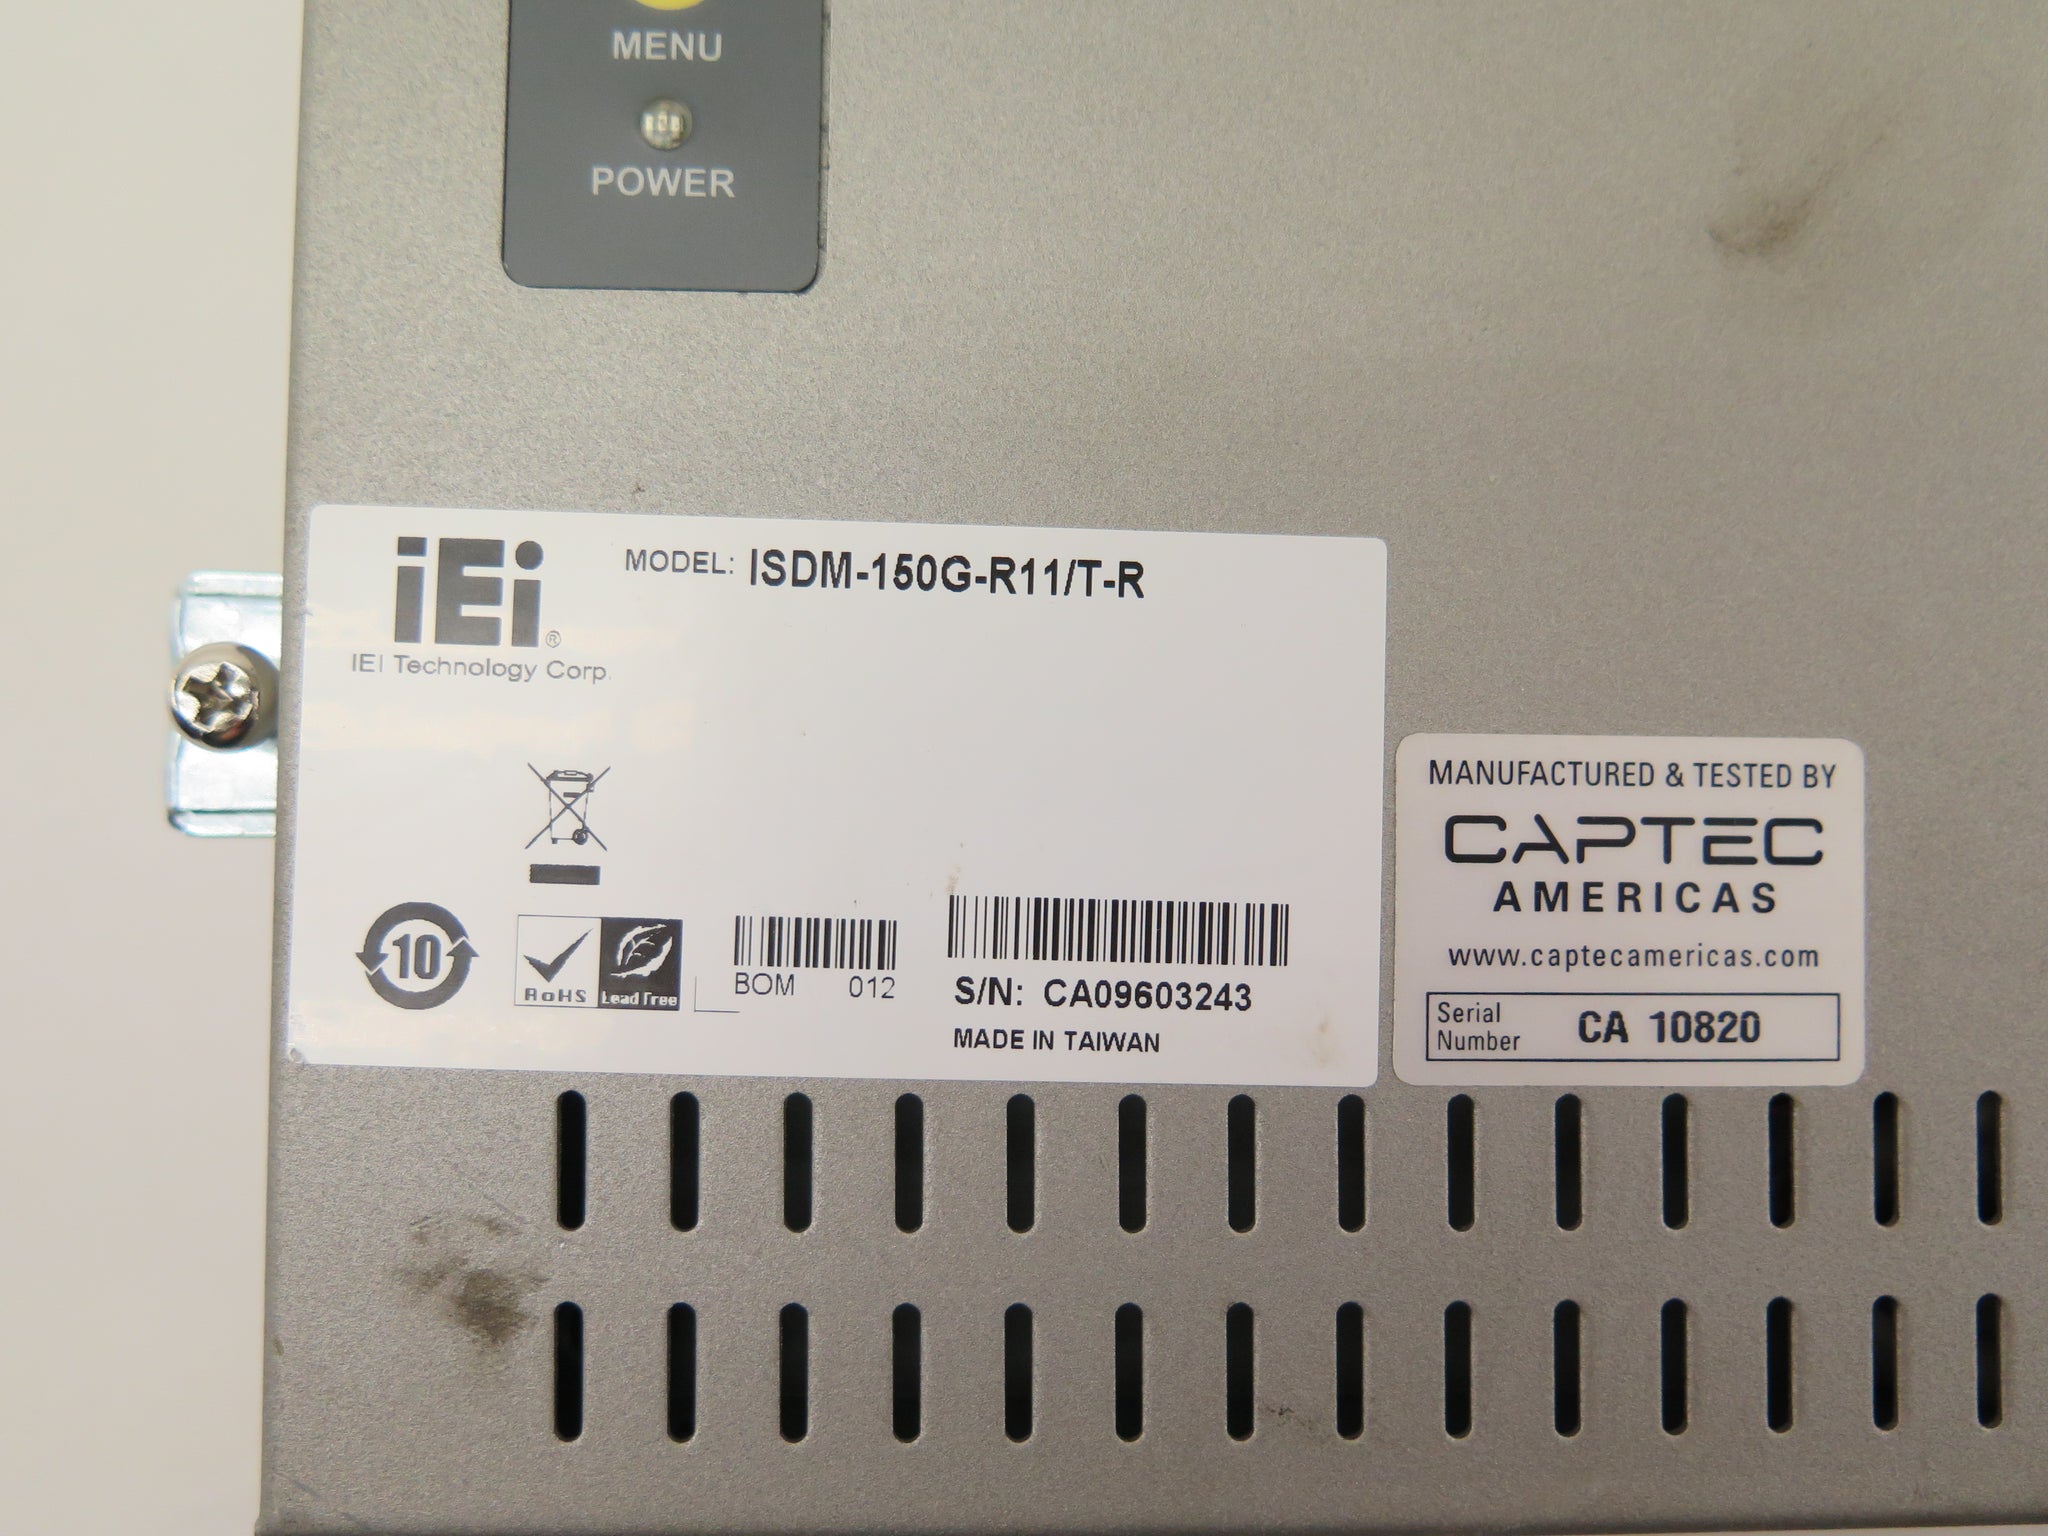 MENU
POWER
iEi®
IEI Technology Corp.
MODEL: ISDM-150G-R11/T-R
10
RoHS
Lead Free
BOM 012
S/N: CA09603243
MADE IN TAIWAN
MANUFACTURED & TESTED BY
CAPTEC
AMERICAS
www.captecamericas.com
Serial
Number
CA 10820